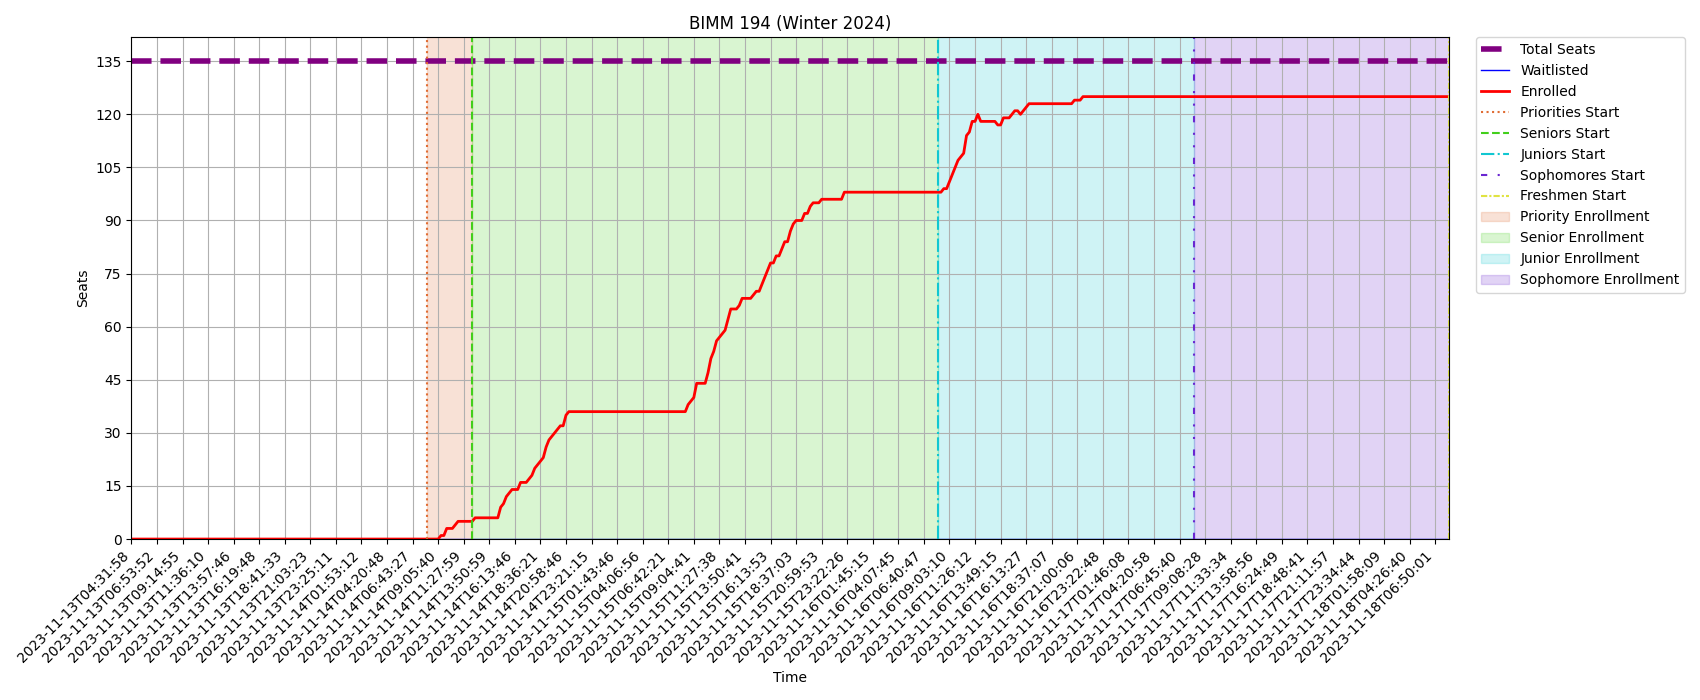 BIMM 194 (Winter 2024)
135
120
105
90
75
60
45
30
15
0
Seats
2023-11-13T04:31:58
2023-11-13T06:53:52
2023-11-13T09:14:55
2023-11-13T11:36:10
2023-11-13T13:57:46
2023-11-13T16:19:48
2023-11-13T18:41:33
2023-11-13T21:03:23
2023-11-13T23:25:11
2023-11-14T01:53:12
2023-11-14T04:20:48
2023-11-14T06:43:27
2023-11-14T09:05:40
2023-11-14T11:27:59
2023-11-14T13:50:59
2023-11-14T16:13:46
2023-11-14T18:36:21
2023-11-14T20:58:46
2023-11-14T23:21:15
2023-11-15T01:43:46
2023-11-15T04:06:56
2023-11-15T06:42:21
2023-11-15T09:04:41
2023-11-15T11:27:38
2023-11-15T13:50:41
2023-11-15T16:13:53
2023-11-15T18:37:03
2023-11-15T20:59:53
2023-11-15T23:22:26
2023-11-16T01:45:15
2023-11-16T04:07:45
2023-11-16T06:40:47
2023-11-16T09:03:10
2023-11-16T11:26:12
2023-11-16T13:49:15
2023-11-16T16:13:27
2023-11-16T18:37:07
2023-11-16T21:00:06
2023-11-16T23:22:48
2023-11-17T01:46:09
2023-11-17T04:20:58
2023-11-17T06:45:40
2023-11-17T09:08:28
2023-11-17T11:33:34
2023-11-17T13:58:56
2023-11-17T16:24:49
2023-11-17T18:48:41
2023-11-17T21:11:57
2023-11-17T23:34:44
2023-11-18T01:58:09
2023-11-18T04:26:40
2023-11-18T06:50:01
Time
Total Seats
Waitlisted
Enrolled
Priorities Start
Seniors Start
Juniors Start
Sophomores Start
Freshmen Start
Priority Enrollment
Senior Enrollment
Junior Enrollment
Sophomore Enrollment